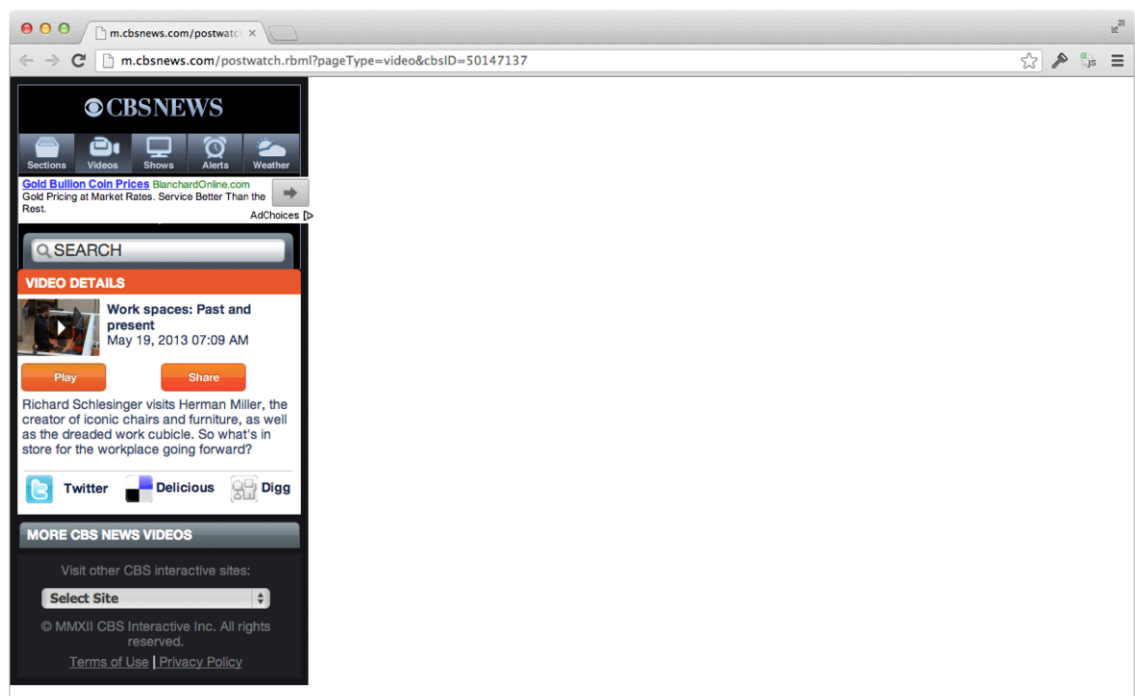 m.cbsnews.com/postwatc
m.cbsnews.com/postwatch.rbml?pageType=video&cbsID=50147137
js
CBSNEWS
Sections Videos Shows Alerts Weather
Gold Bullion Coin Prices BlanchardOnline.com
Gold Pricing at Market Rates. Service Better Than the
Rest.
AdChoices
SEARCH
VIDEO DETAILS
Work spaces: Past and
present
May 19, 2013 07:09 AM
Play Share
Richard Schlesinger visits Herman Miller, the
creator of iconic chairs and furniture, as well
as the dreaded work cubicle. So what's in
store for the workplace going forward?
Twitter Delicious Digg
MORE CBS NEWS VIDEOS
Visit other CBS interactive sites:
Select Site
© MMXII CBS Interactive Inc. All rights
reserved.
Terms of Use | Privacy Policy